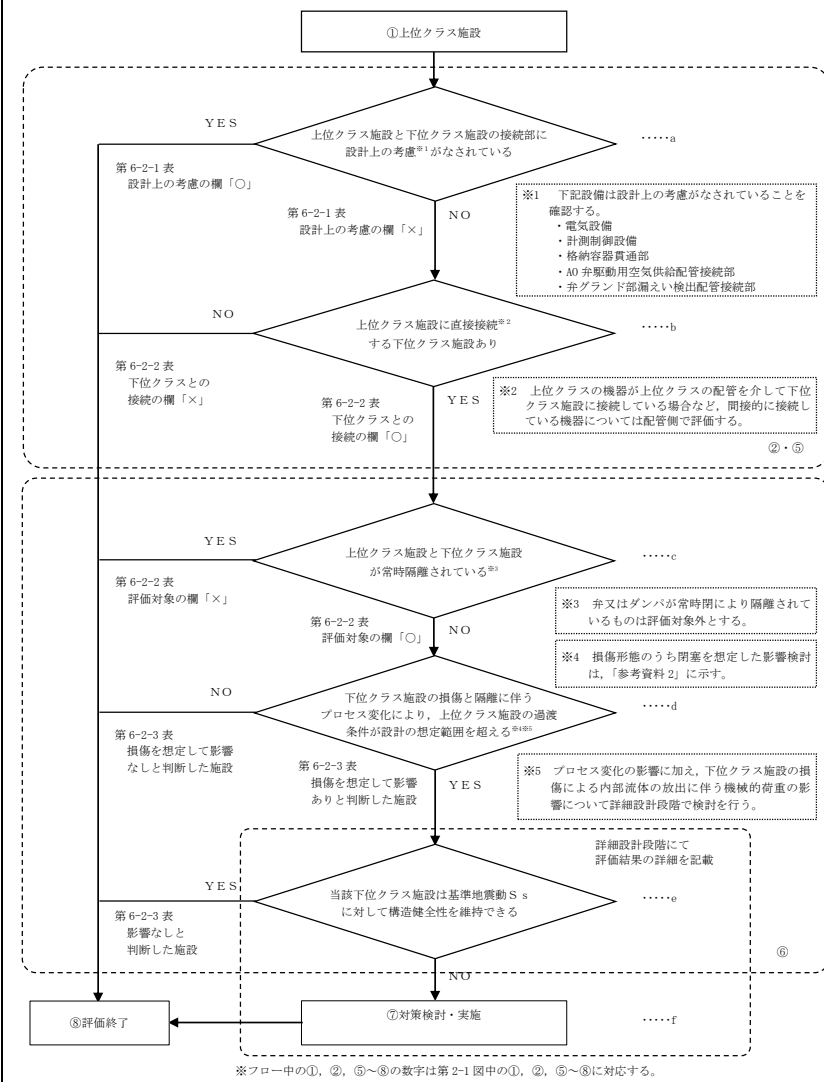 ①上位クラス施設
YES
上位クラス施設と下位クラス施設の接続部に
設計上の考慮※1がなされている
‥‥‥a
第6-2-1表
設計上の考慮の欄「○」
第6-2-1表
設計上の考慮の欄「×」
NO
※1 下記設備は設計上の考慮がなされていることを
確認する。
・電気設備
・計測制御設備
・格納容器貫通部
・AO弁駆動用空気供給配管接続部
・弁グランド部漏えい検出配管接続部
NO
上位クラス施設に直接接続※2
する下位クラス施設あり
‥‥‥b
第6-2-2表
下位クラスとの
接続の欄「×」
第6-2-2表
下位クラスとの
接続の欄「○」
YES
※2 上位クラスの機器が上位クラスの配管を介して下位
クラス施設に接続している場合など，間接的に接続し
ている機器については配管側で評価する。
②・⑤
YES
上位クラス施設と下位クラス施設
が常時隔離されている※3
‥‥‥c
第6-2-2表
評価対象の欄「×」
第6-2-2表
評価対象の欄「○」
NO
※3 弁又はダンパが常時閉により隔離されて
いるものは評価対象外とする。
※4 損傷形態のうち閉塞を想定した影響検討
は，「参考資料2」に示す。
NO
下位クラス施設の損傷と隔離に伴う
プロセス変化により，上位クラス施設の過渡
条件が設計の想定範囲を超える※4※5
‥‥‥d
第6-2-3表
損傷を想定して影響
なしと判断した施設
第6-2-3表
損傷を想定して影響
ありと判断した施設
YES
※5 プロセス変化の影響に加え，下位クラス施設の損
傷による内部流体の放出に伴う機械的荷重の影
響について詳細設計段階で検討を行う。
詳細設計段階にて
評価結果の詳細を記載
YES
当該下位クラス施設は基準地震動Ｓｓ
に対して構造健全性を維持できる
‥‥‥e
第6-2-3表
影響なしと
判断した施設
⑥
NO
⑧評価終了
⑦対策検討・実施
‥‥‥f
※フロー中の①，②，⑤～⑧の数字は第2-1図中の①，②，⑤～⑧に対応する。